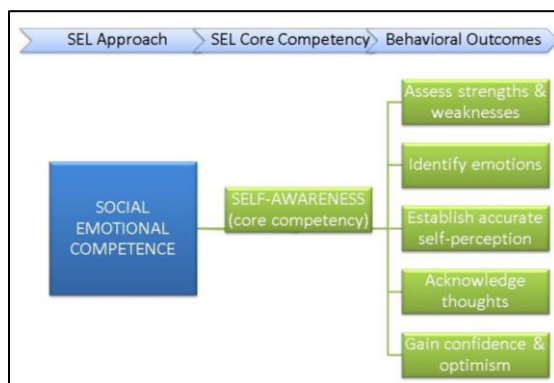 SEL Approach
SEL Core Competency
Behavioral Outcomes
Assess strengths &
weaknesses
Identify emotions
SOCIAL
EMOTIONAL
COMPETENCE
SELF-AWARENESS
(core competency)
Establish accurate
self-perception
Acknowledge
thoughts
Gain confidence &
optimism